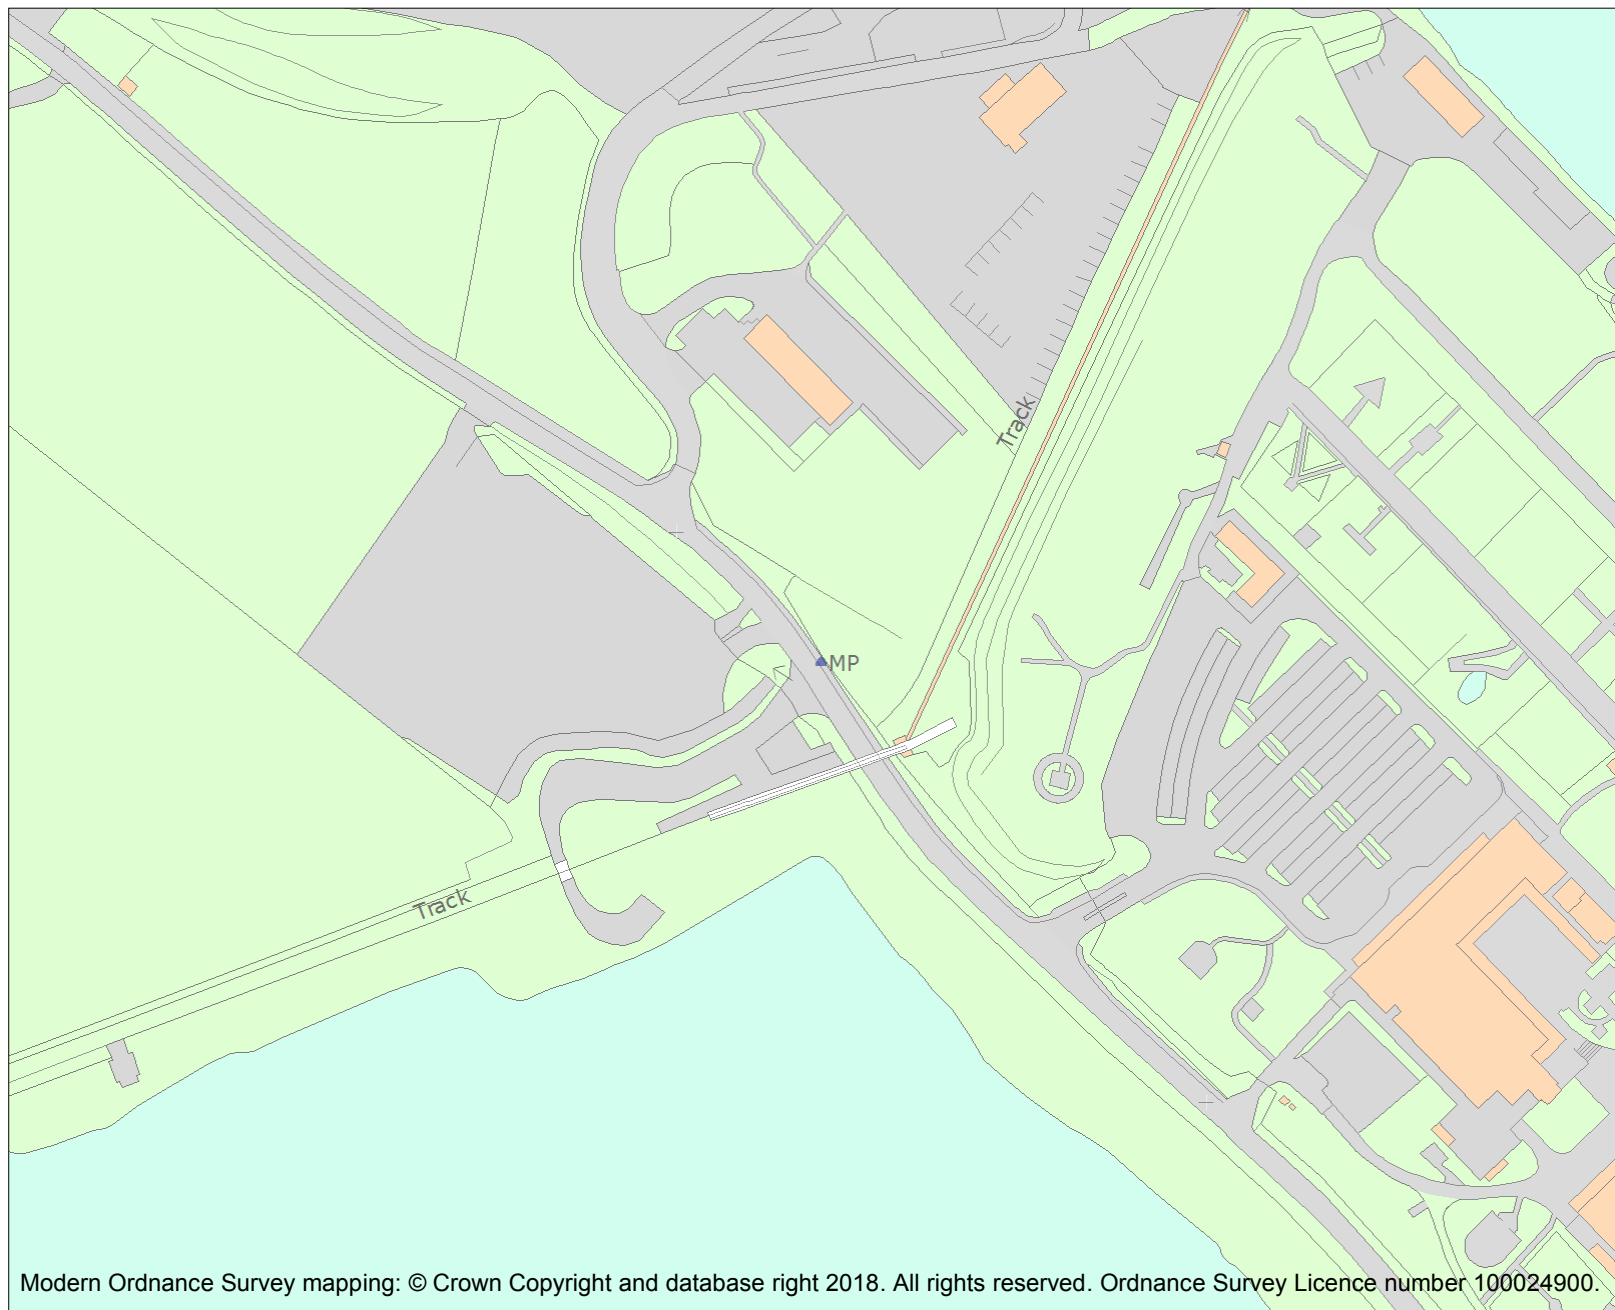 Track
MP
Track
Modern Ordnance Survey mapping: © Crown Copyright and database right 2018. All rights reserved. Ordnance Survey Licence number 100024900.